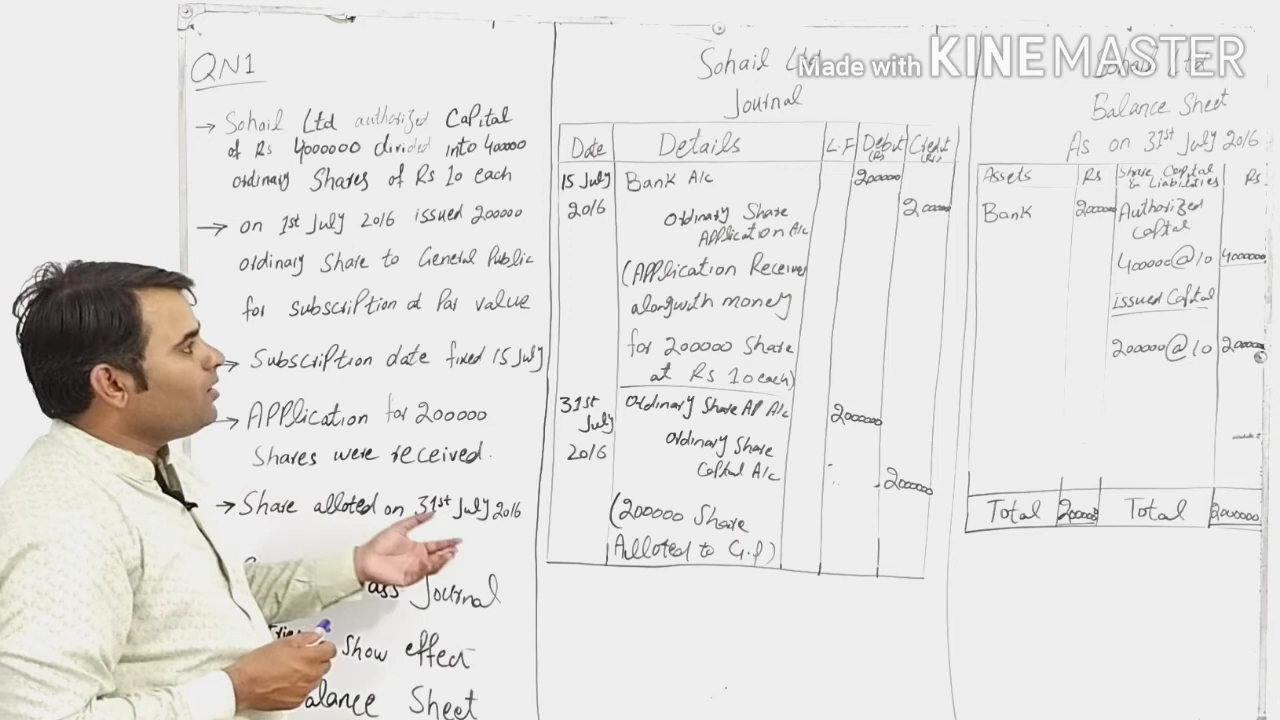 QN1
→ Sohail Ltd authorized Capital
of Rs 4000000 divided into 400000
ordinary Shares of Rs 10 each
→ on 1st July 2016 issued 200000
ordinary Share to General Public
for subscription at Par value
→ Subscription date fixed 15 July
→ Application for 200000
Shares were received.
→ Share alloted on 31st July 2016
Journal
Show effect
Balance Sheet
Sohail Ltd
Journal
Date Details L.F Debit (Rs) Credit (Rs)
15 July Bank A/c 2000000
2016 Ordinary Share 2000000
Application A/c
(Application Receive
alongwith money
for 200000 Share
at Rs 10 each)
31st Ordinary Share AP A/c 2000000
July
2016 Ordinary Share
Capital A/c 2000000
(200000 Share
Alloted to G.P)
Made with KINEMASTER
Sohail Ltd
Balance Sheet
As on 31st July 2016
Assets Rs Share Capital & Liabilities Rs
Bank 2000000 Authorized
Capital
400000@10 4000000
Issued Capital
200000@10 2000000
Total Total 2000000